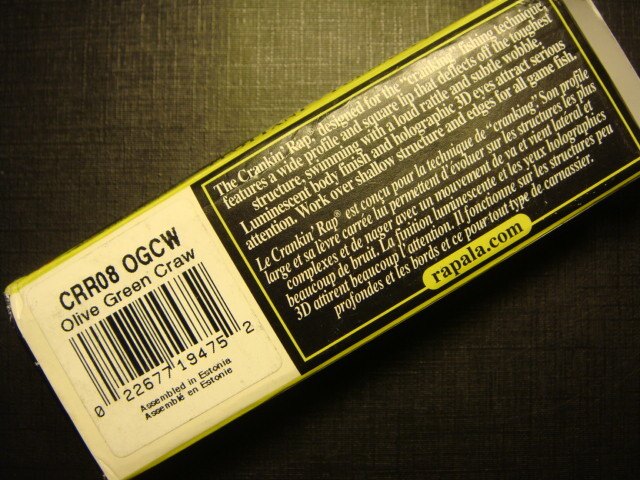 The Crankin' Rap®, designed for the "cranking" fishing technique,
features a wide profile and square lip that deflects off the toughest
structure, swimming with a loud rattle and subtle wobble.
Luminescent body finish and holographic 3D eyes attract serious
attention. Work over shallow structure and edges for all game fish.
Le Crankin' Rap® est conçu pour la technique de "cranking". Son profile
large et sa lèvre carrée lui permettent d'évoluer sur les structures les plus
complexes et de nager avec un mouvement de va et vient latéral et
beaucoup de bruit. La finition luminescente et les yeux holographics
3D attirent beaucoup l'attention. Il fonctionne sur les structures peu
profondes et les bords et ce pour tout type de carnassier.
rapala.com
CRR08 OGCW
Olive Green Craw
0 22677 19475 2
Assembled in Estonia
Assemblé en Estonie